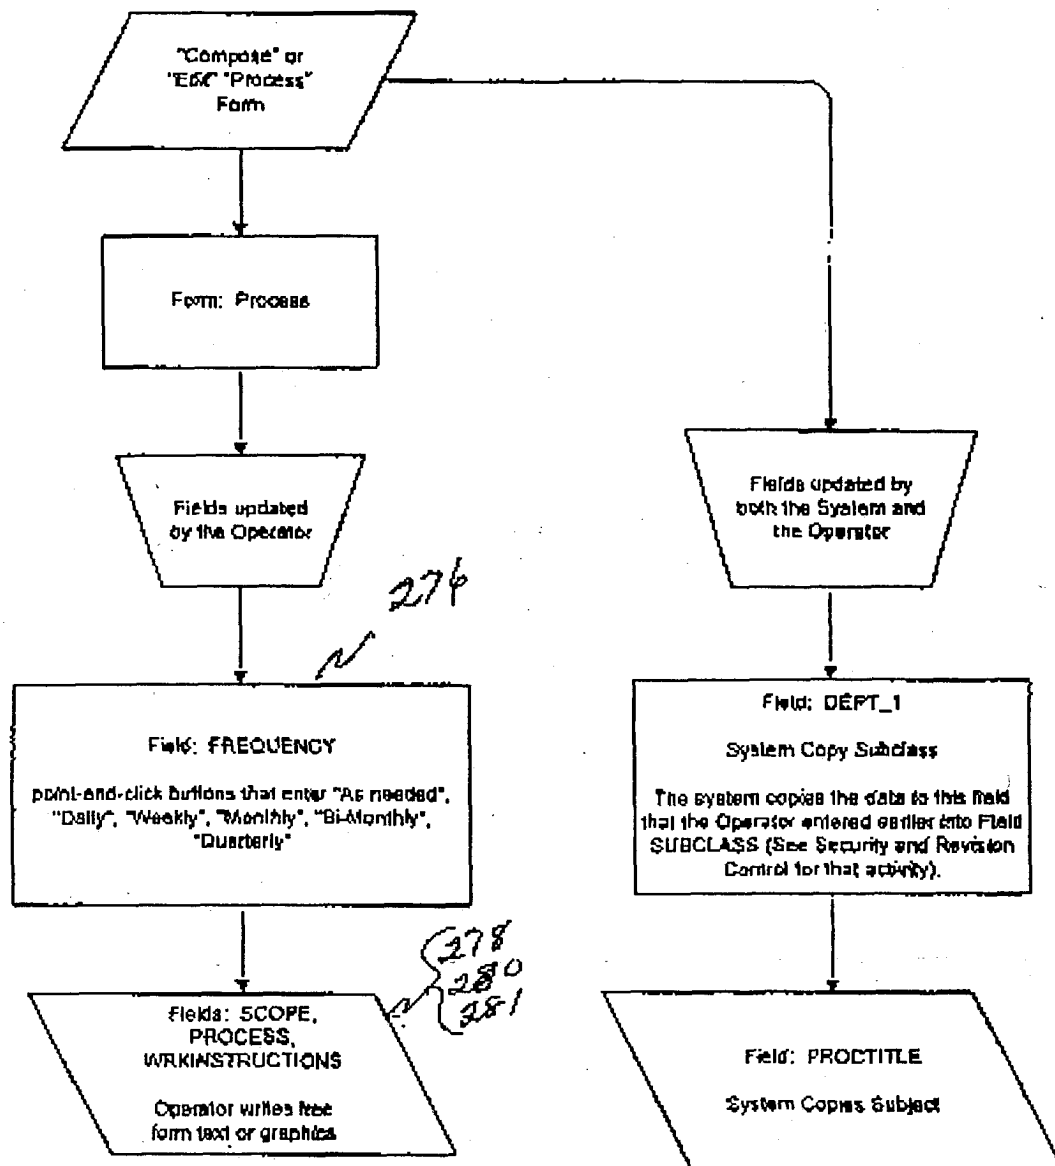 "Compose" or
"Edit" "Process"
Form
Form: Process
Fields updated
by the Operator
Fields updated by
both the System and
the Operator
276
Field: FREQUENCY
point-and-click buttons that enter "As needed",
"Daily", "Weekly", "Monthly", "Bi-Monthly",
"Quarterly"
Field: DEPT_1
System Copy Subclass
The system copies the data to this field
that the Operator entered earlier into Field
SUBCLASS (See Security and Revision
Control for that activity).
278
280
281
Fields: SCOPE,
PROCESS,
WRKINSTRUCTIONS
Operator writes free
form text or graphics
Field: PROCTITLE
System Copies Subject